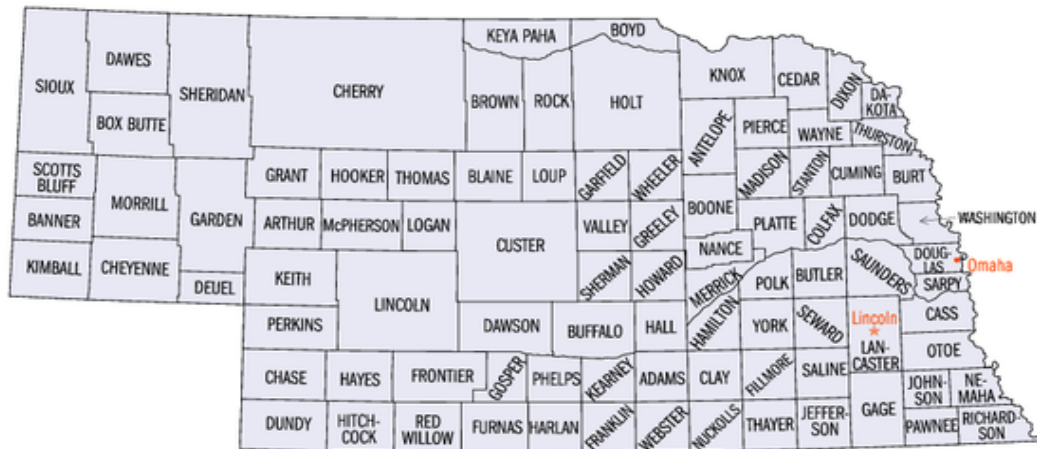 BOYD
KEYA PAHA
DAWES
SIOUX
SHERIDAN
CHERRY
BROWN
ROCK
HOLT
KNOX
CEDAR
DIXON
DA-
KOTA
BOX BUTTE
ANTELOPE
PIERCE
WAYNE
THURSTON
SCOTTS
BLUFF
MORRILL
GARDEN
GRANT
HOOKER
THOMAS
BLAINE
LOUP
GARFIELD
WHEELER
MADISON
STANTON
CUMING
BURT
BANNER
ARTHUR
McPHERSON
LOGAN
CUSTER
VALLEY
GREELEY
BOONE
PLATTE
COLFAX
DODGE
WASHINGTON
NANCE
KIMBALL
CHEYENNE
DEUEL
KEITH
LINCOLN
SHERMAN
HOWARD
MERRICK
POLK
BUTLER
SAUNDERS
DOUG-
LAS
Omaha
SARPY
PERKINS
DAWSON
BUFFALO
HALL
HAMILTON
YORK
SEWARD
Lincoln
LAN-
CASTER
CASS
OTOE
CHASE
HAYES
FRONTIER
GOSPER
PHELPS
KEARNEY
ADAMS
CLAY
FILLMORE
SALINE
GAGE
JOHN-
SON
NE-
MAHA
DUNDY
HITCH-
COCK
RED
WILLOW
FURNAS
HARLAN
FRANKLIN
WEBSTER
NUCKOLLS
THAYER
JEFFER-
SON
PAWNEE
RICHARD-
SON